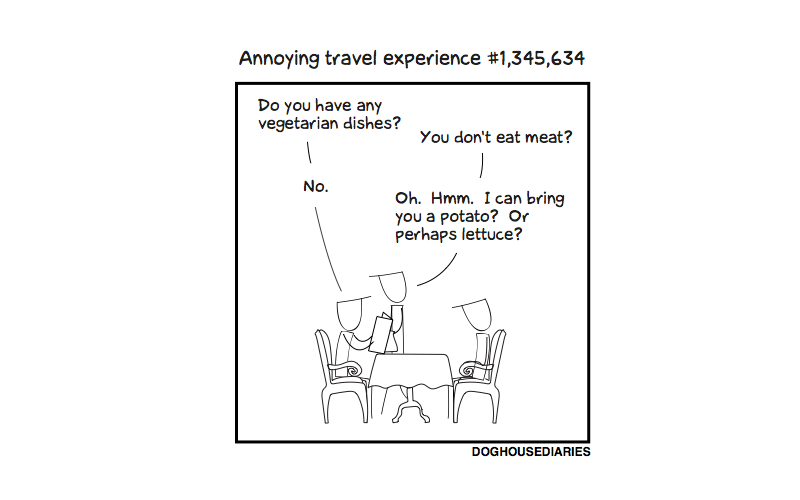 Annoying travel experience #1,345,634
Do you have any
vegetarian dishes?
You don't eat meat?
No.
Oh. Hmm. I can bring
you a potato? Or
perhaps lettuce?
DOGHOUSEDIARIES